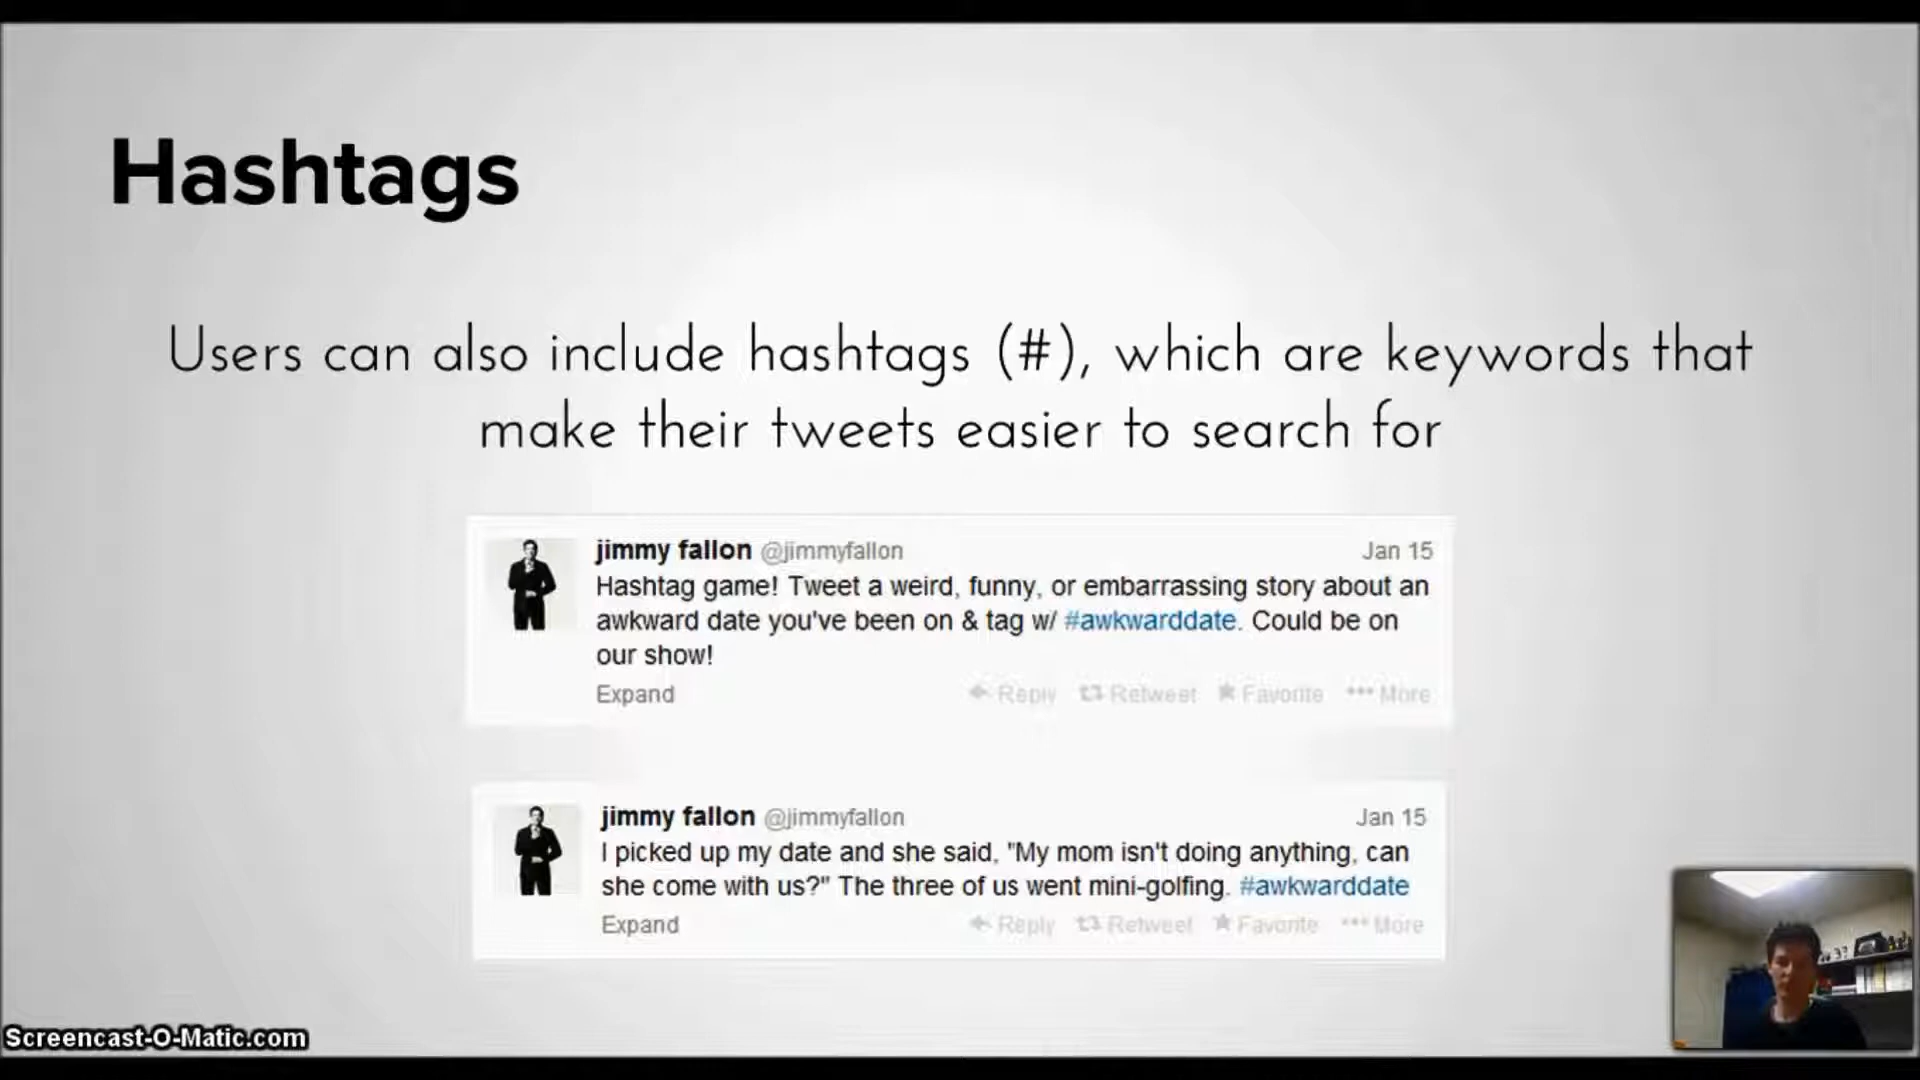 Hashtags
Users can also include hashtags (#), which are keywords that
make their tweets easier to search for
jimmy fallon @jimmyfallon Jan 15
Hashtag game! Tweet a weird, funny, or embarrassing story about an
awkward date you've been on & tag w/ #awkwarddate. Could be on
our show!
Expand Reply Retweet Favorite More
jimmy fallon @jimmyfallon Jan 15
I picked up my date and she said, "My mom isn't doing anything, can
she come with us?" The three of us went mini-golfing. #awkwarddate
Expand Reply Retweet Favorite More
Screencast-O-Matic.com